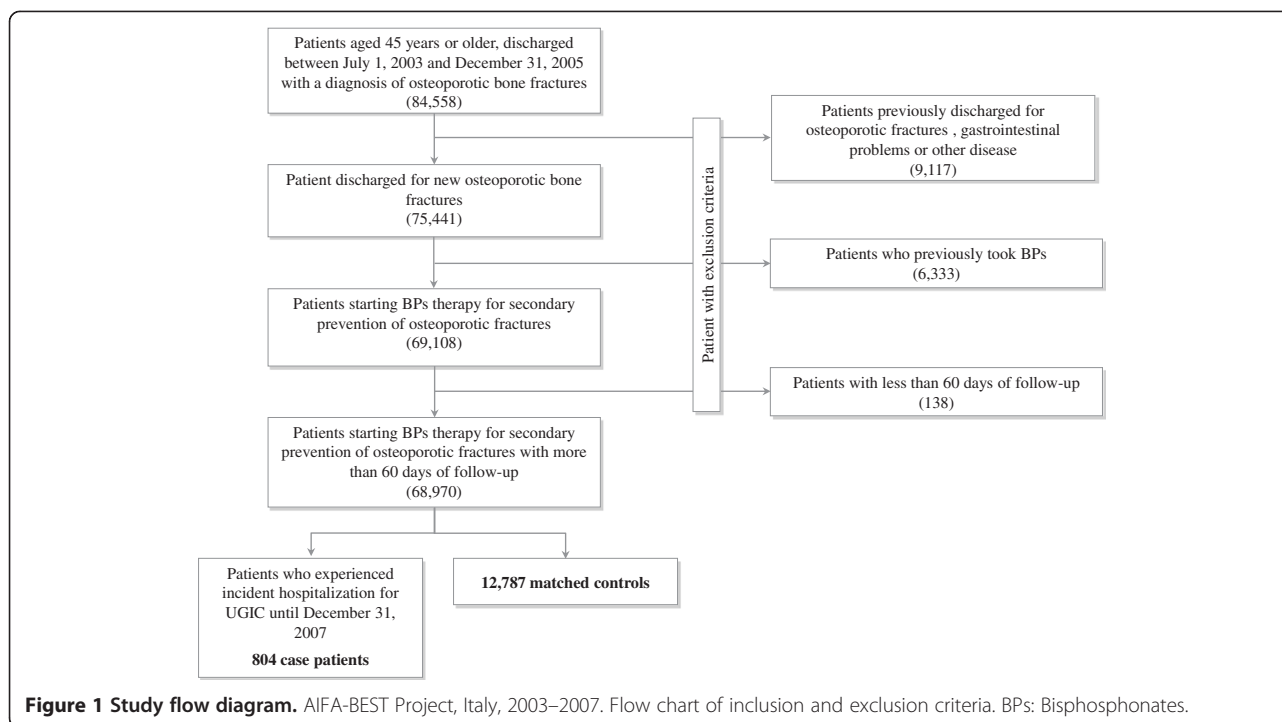 Patients aged 45 years or older, discharged
between July 1, 2003 and December 31, 2005
with a diagnosis of osteoporotic bone fractures
(84,558)
Patients previously discharged for
osteoporotic fractures , gastrointestinal
problems or other disease
(9,117)
Patient discharged for new osteoporotic bone
fractures
(75,441)
Patient with exclusion criteria
Patients who previously took BPs
(6,333)
Patients starting BPs therapy for secondary
prevention of osteoporotic fractures
(69,108)
Patients with less than 60 days of follow-up
(138)
Patients starting BPs therapy for secondary
prevention of osteoporotic fractures with more
than 60 days of follow-up
(68,970)
Patients who experienced
incident hospitalization for
UGIC until December 31,
2007
804 case patients
12,787 matched controls
Figure 1 Study flow diagram. AIFA-BEST Project, Italy, 2003–2007. Flow chart of inclusion and exclusion criteria. BPs: Bisphosphonates.